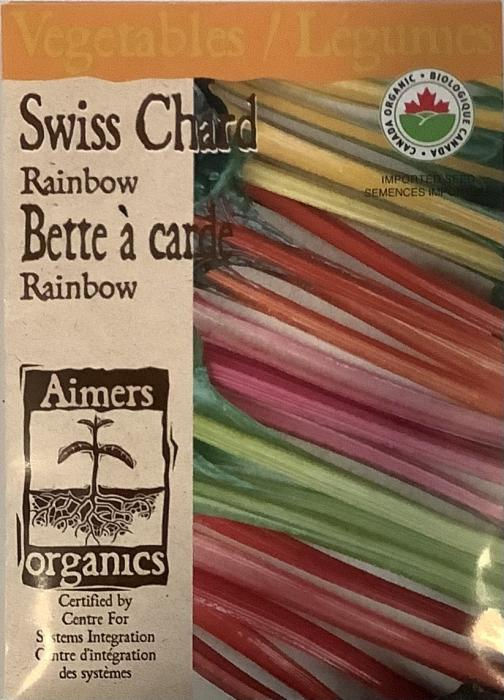 Vegetables / Légumes
Swiss Chard
Rainbow
Bette à carde
Rainbow
CANADA ORGANIC • BIOLOGIQUE CANADA •
IMPORTED SEED
SEMENCES IMPORTÉES
Aimers
organics
Certified by
Centre For
Systems Integration
Centre d'intégration
des systèmes